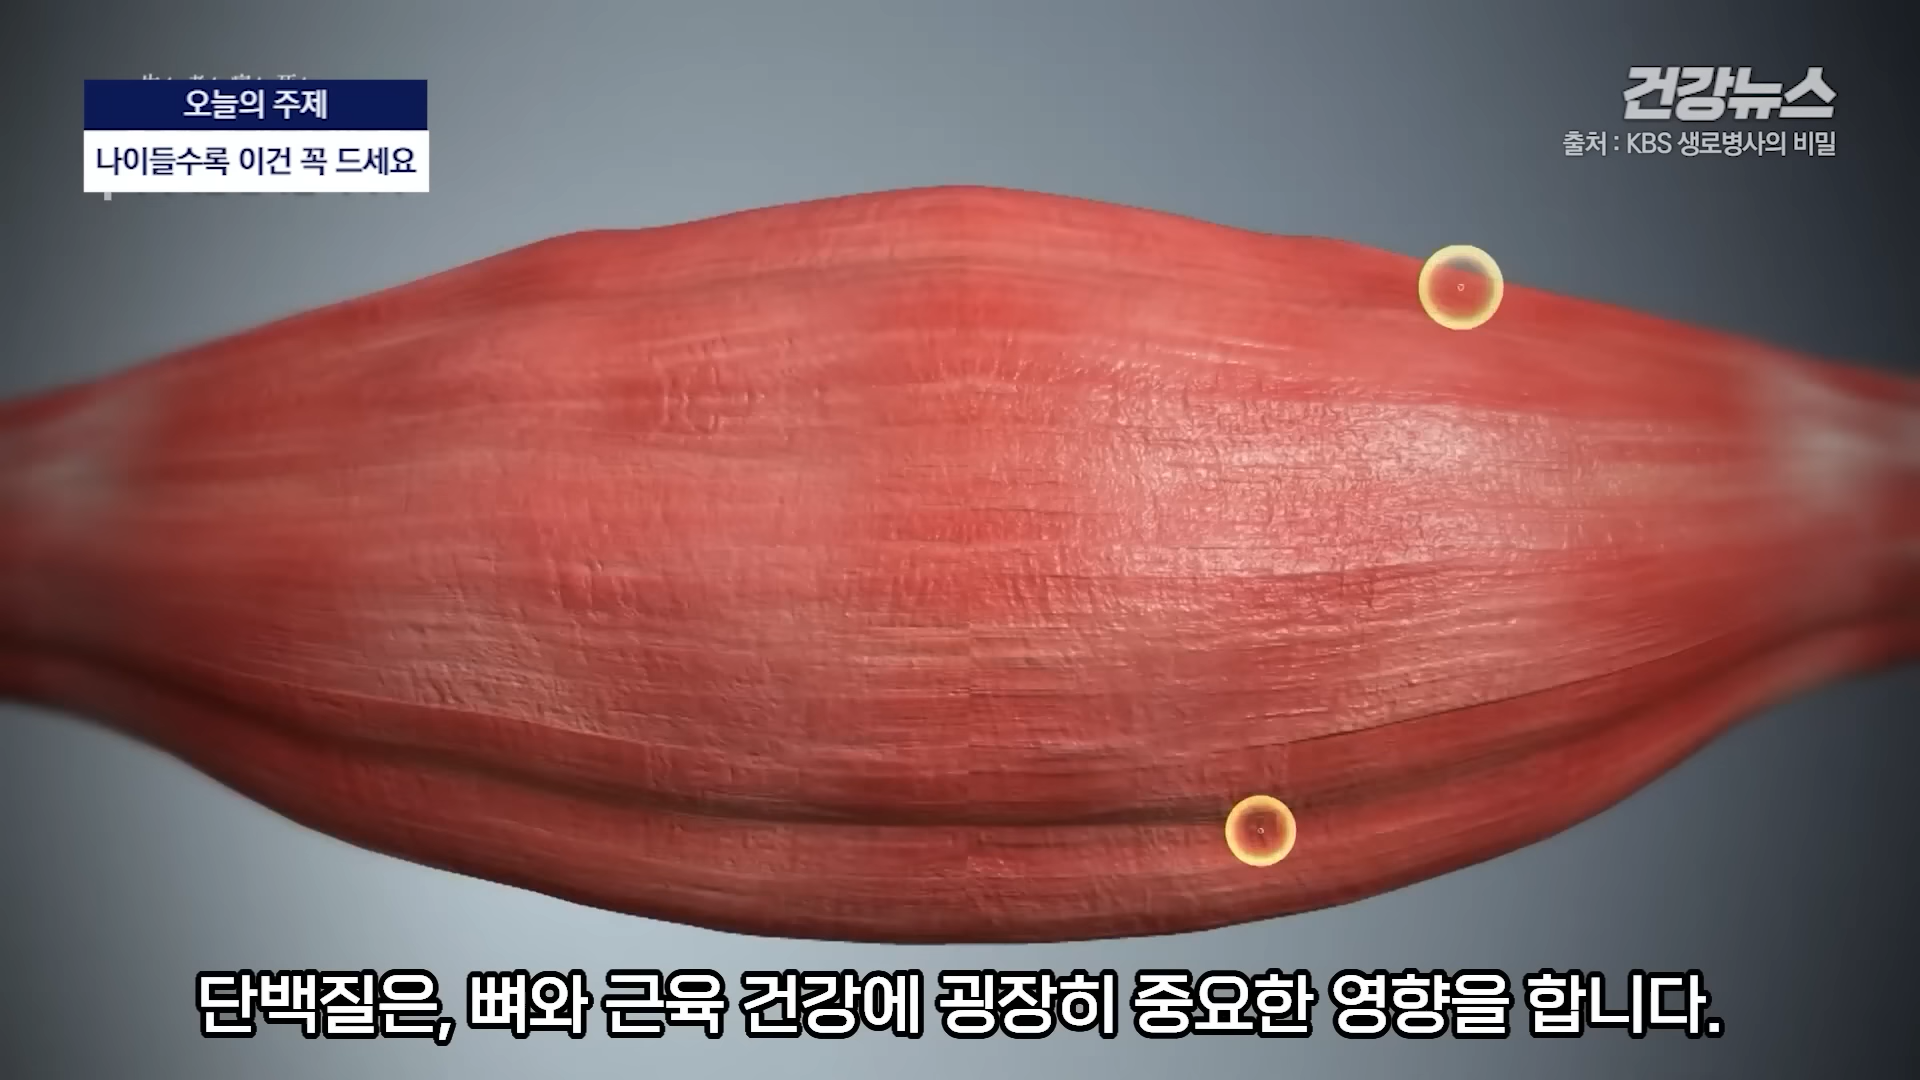 오늘의 주제
나이들수록 이건 꼭 드세요
건강뉴스
출처 : KBS 생로병사의 비밀
단백질은, 뼈와 근육 건강에 굉장히 중요한 영향을 합니다.